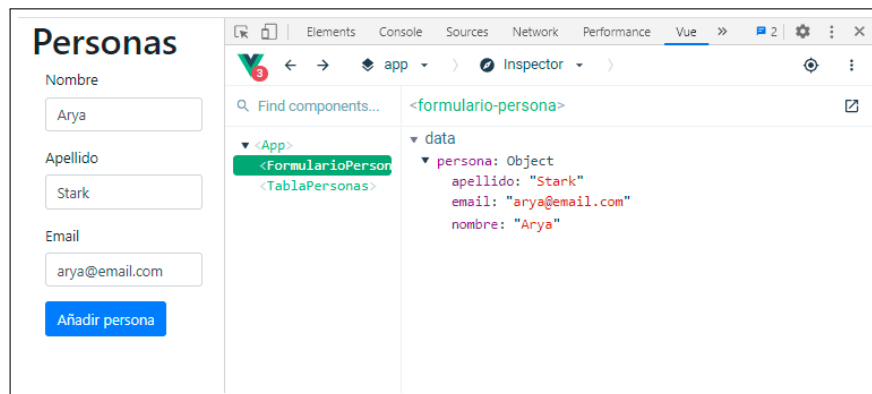 Personas
Nombre
Arya
Apellido
Stark
Email
arya@email.com
Añadir persona
Elements Console Sources Network Performance Vue » 2
3 app Inspector
Find components...
<formulario-persona>
<App>
<FormularioPerson
<TablaPersonas>
data
persona: Object
apellido: "Stark"
email: "arya@email.com"
nombre: "Arya"